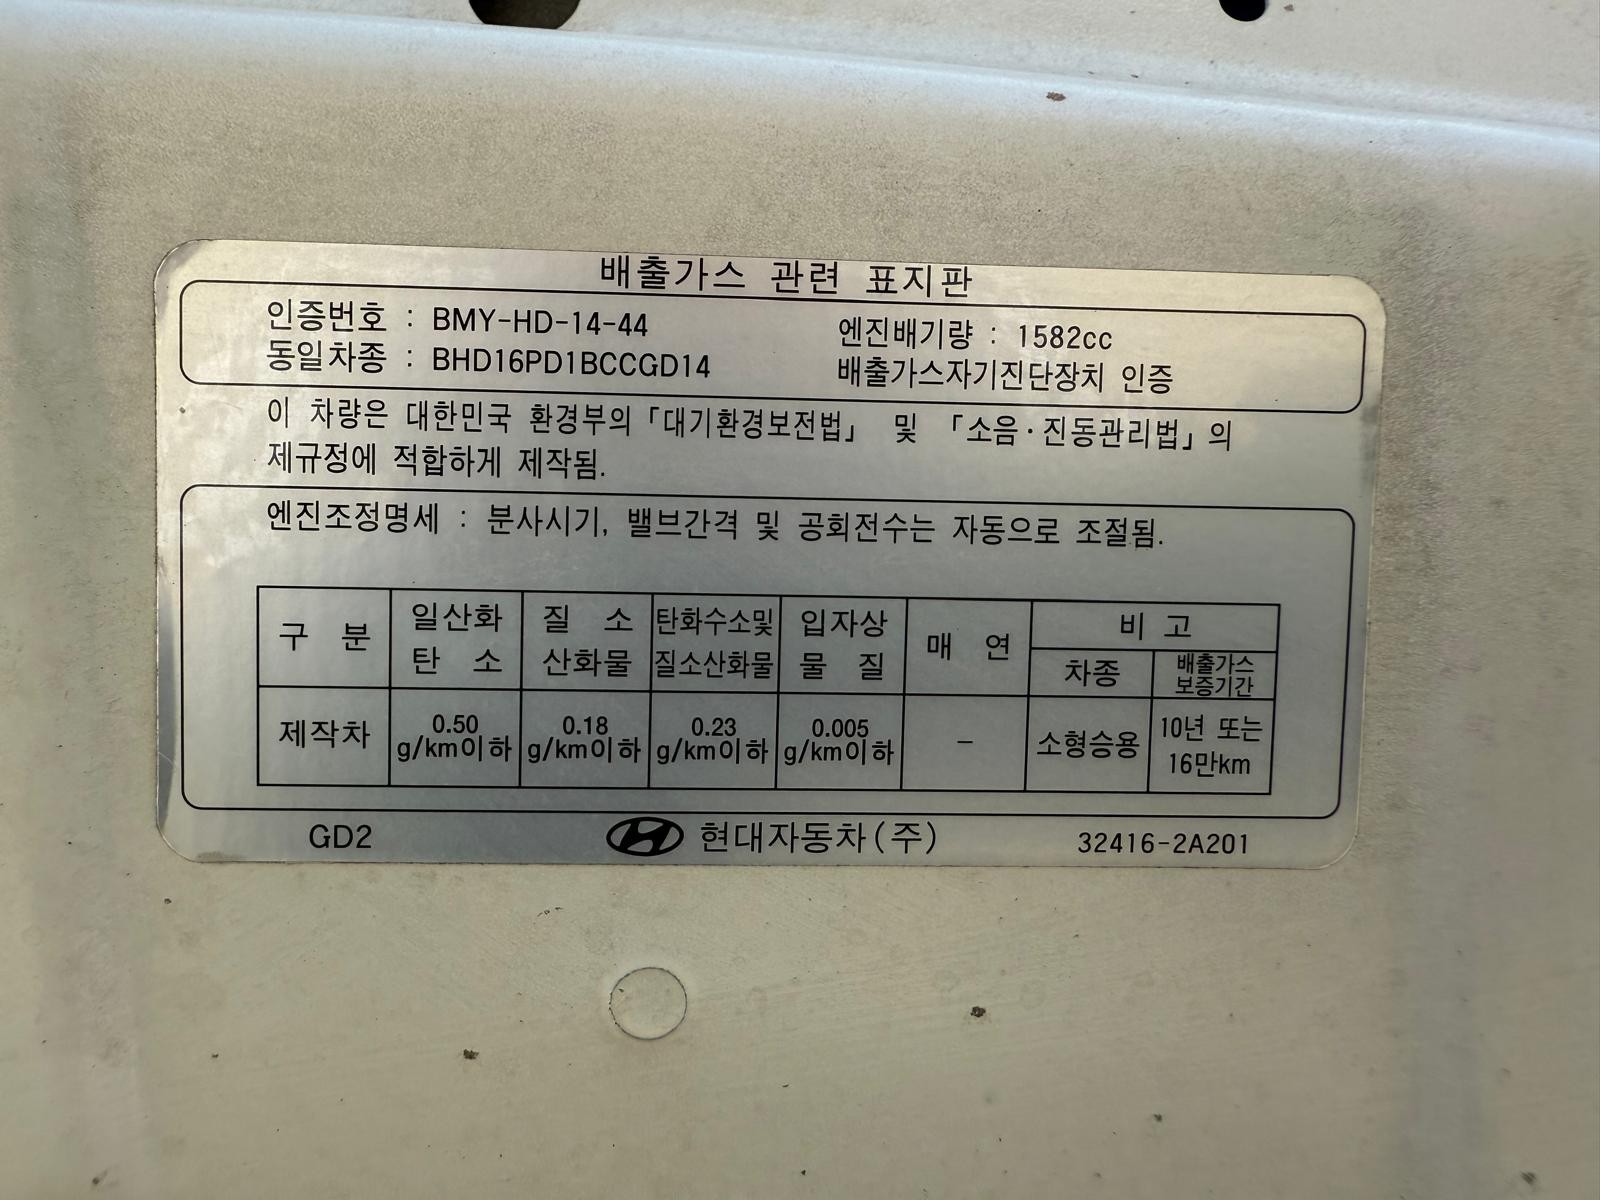 배출가스 관련 표지판
인증번호 : BMY-HD-14-44
엔진배기량 : 1582cc
동일차종 : BHD16PD1BCCGD14
배출가스자기진단장치 인증
이 차량은 대한민국 환경부의「대기환경보전법」 및 「소음·진동관리법」의
제규정에 적합하게 제작됨.
엔진조정명세 : 분사시기, 밸브간격 및 공회전수는 자동으로 조절됨.
구 분
일산화
탄 소
질 소
산화물
탄화수소및
질소산화물
입자상
물 질
매 연
비 고
차종
배출가스
보증기간
제작차
0.50
g/km이하
0.18
g/km이하
0.23
g/km이하
0.005
g/km이하
－
소형승용
10년 또는
16만km
GD2
현대자동차(주)
32416-2A201